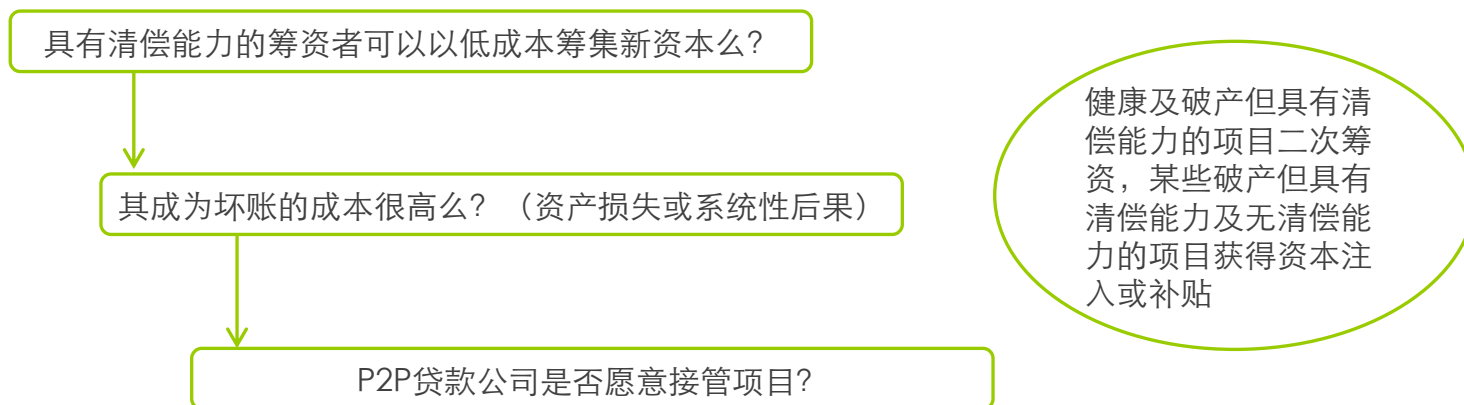 具有清偿能力的筹资者可以以低成本筹集新资本么？
其成为坏账的成本很高么？（资产损失或系统性后果）
P2P贷款公司是否愿意接管项目？
健康及破产但具有清
偿能力的项目二次筹
资，某些破产但具有
清偿能力及无清偿能
力的项目获得资本注
入或补贴